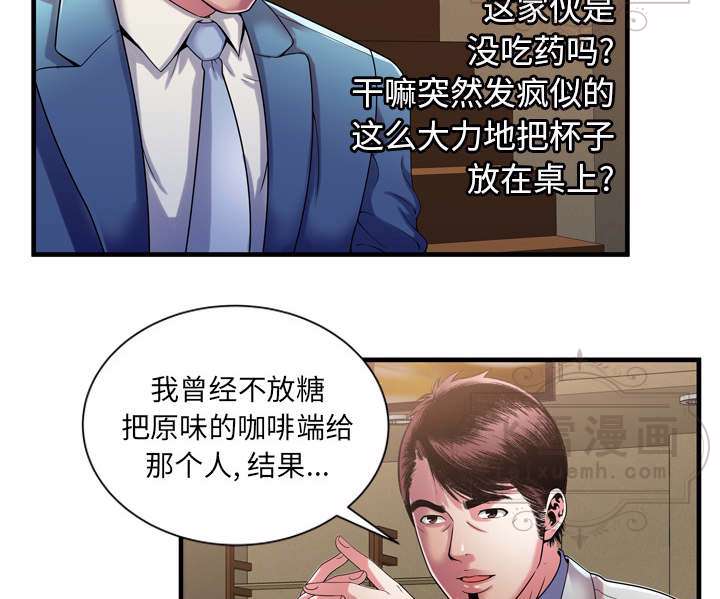 这家伙是
没吃药吗?
干嘛突然发疯似的
这么大力地把杯子
放在桌上?
我曾经不放糖
把原味的咖啡端给
那个人, 结果...
漫画